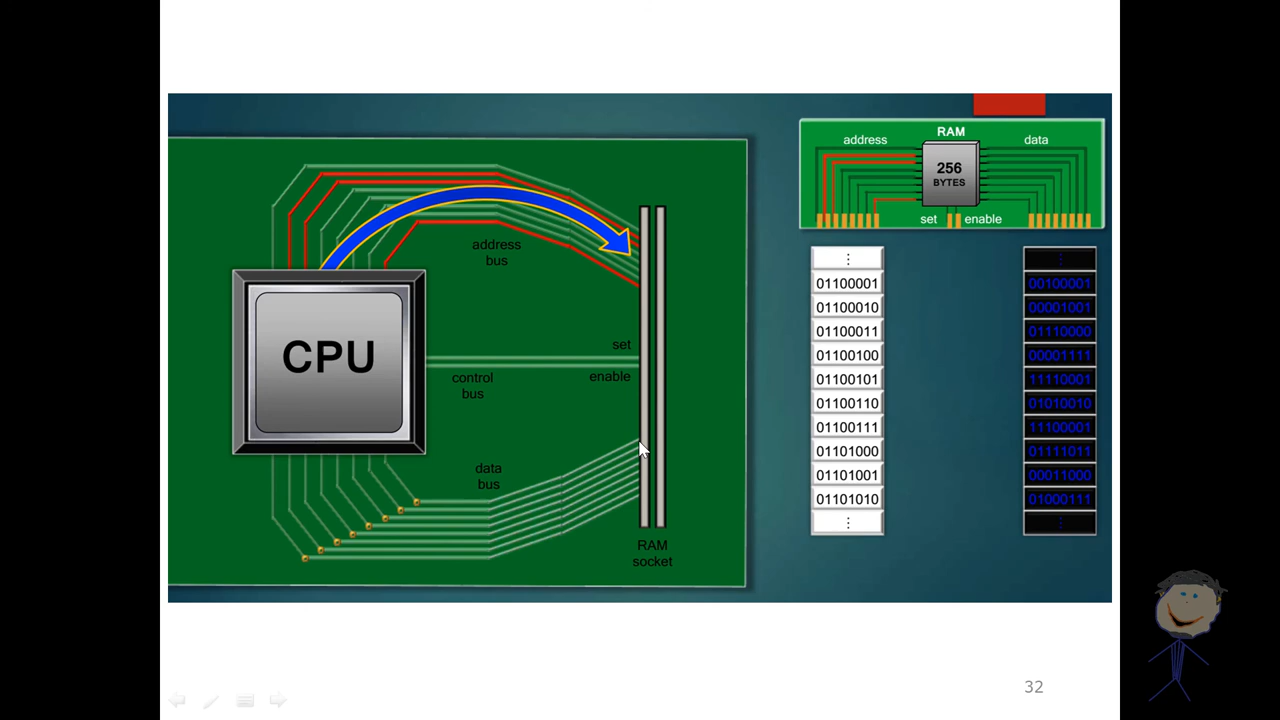 RAM
address
data
256
BYTES
set
enable
address
bus
CPU
set
control
bus
enable
data
bus
RAM
socket
⋮
01100001
01100010
01100011
01100100
01100101
01100110
01100111
01101000
01101001
01101010
⋮
⋮
00100001
00001001
01110000
00001111
11110001
01010010
11100001
01111011
00011000
01000111
⋮
32